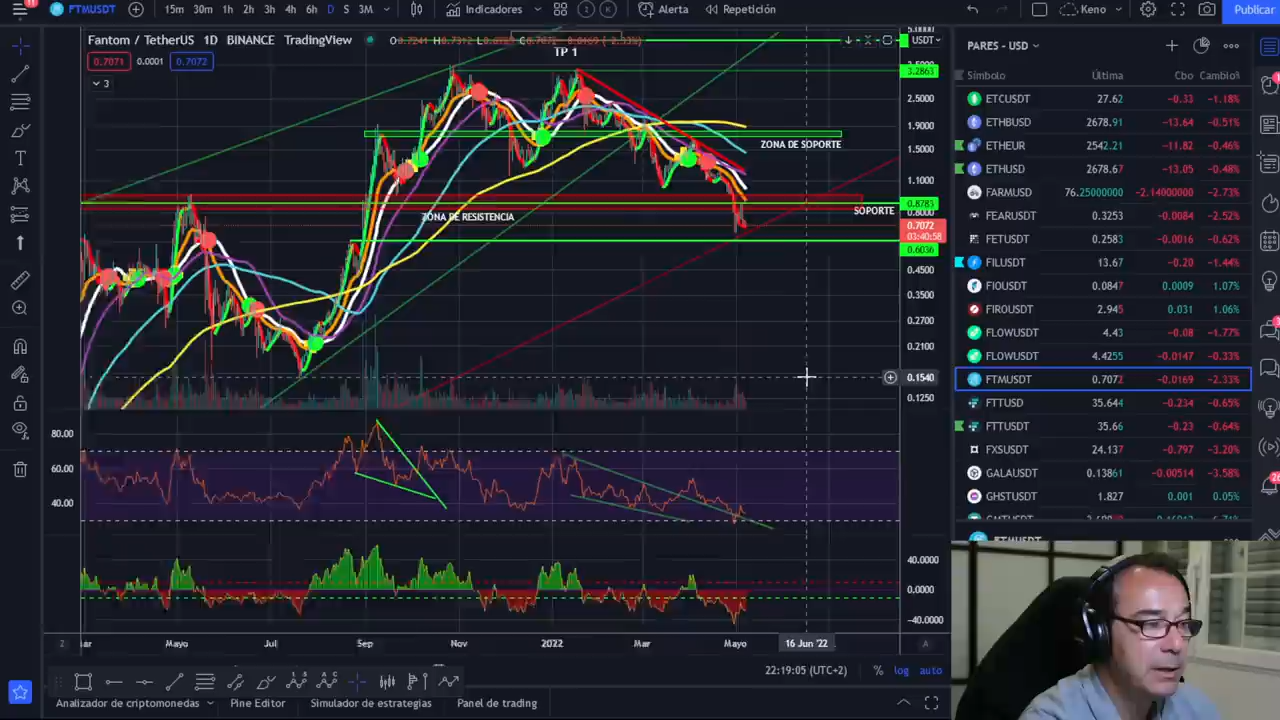 FTMUSDT
15m 30m 1h 2h 3h 4h 6h D S 3M
Indicadores
Alerta
Repetición
Keno
Publicar
Fantom / TetherUS 1D BINANCE TradingView
USDT
0.7071 0.0001 0.7072
3
TP 1
ZONA DE SOPORTE
ZONA DE RESISTENCIA
SOPORTE
3.2863
2.5000
1.9000
1.5000
1.1000
0.8783
0.8000
0.7072
03:40:58
0.6036
0.4500
0.3500
0.2700
0.2100
0.1540
0.1250
80.00
60.00
40.00
40.0000
0.0000
-40.0000
Mayo Jul Sep Nov 2022 Mar Mayo 16 Jun '22
Z
A
22:19:05 (UTC+2) % log auto
Analizador de criptomonedas Pine Editor Simulador de estrategias Panel de trading
PARES - USD
Símbolo Última Cbo Cambio%
ETCUSDT 27.62 -0.33 -1.18%
ETHBUSD 2678.91 -13.64 -0.51%
ETHEUR 2542.21 -11.82 -0.46%
ETHUSD 2678.67 -13.05 -0.48%
FARMUSD 76.25000000 -2.14000000 -2.73%
FEARUSDT 0.3253 -0.0084 -2.52%
FETUSDT 0.2583 -0.0016 -0.62%
FILUSDT 13.67 -0.20 -1.44%
FIOUSDT 0.0847 0.0009 1.07%
FIROUSDT 2.945 0.031 1.06%
FLOWUSDT 4.43 -0.08 -1.77%
FLOWUSDT 4.4255 -0.0147 -0.33%
FTMUSDT 0.7072 -0.0169 -2.33%
FTTUSD 35.644 -0.234 -0.65%
FTTUSDT 35.66 -0.23 -0.64%
FXSUSDT 24.137 -0.797 -3.20%
GALAUSDT 0.13861 -0.00514 -3.58%
GHSTUSDT 1.827 0.001 0.05%